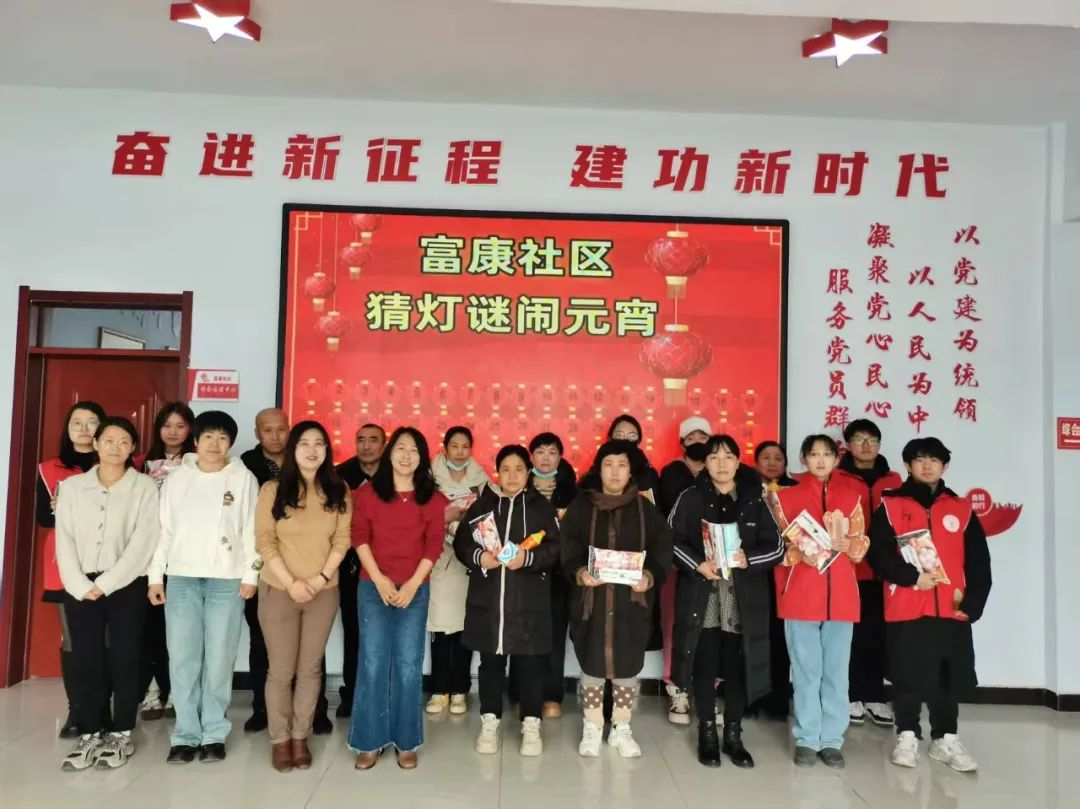 奋进新征程 建功新时代
富康社区
猜灯谜闹元宵
以党建为统领
以人民为中
凝聚党心民心
服务党员群
综合